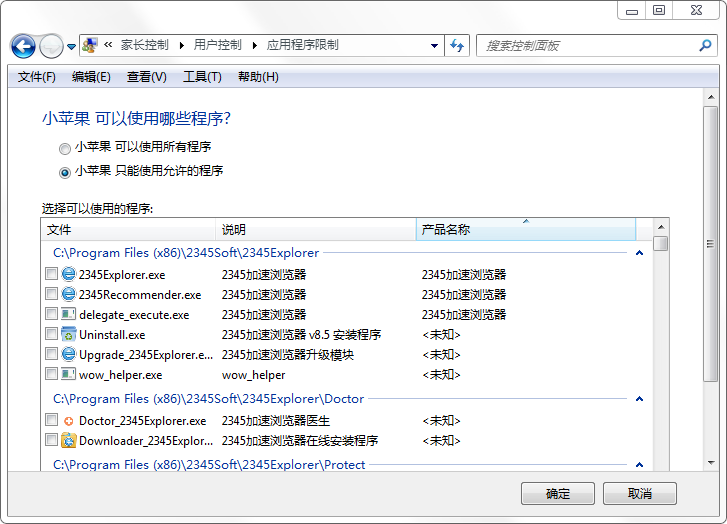 « 家长控制 ▸ 用户控制 ▸ 应用程序限制 搜索控制面板
文件(F) 编辑(E) 查看(V) 工具(T) 帮助(H)
小苹果 可以使用哪些程序?
小苹果 可以使用所有程序
小苹果 只能使用允许的程序
选择可以使用的程序:
文件 说明 产品名称
C:\Program Files (x86)\2345Soft\2345Explorer
2345Explorer.exe 2345加速浏览器 2345加速浏览器
2345Recommender.exe 2345加速浏览器 2345加速浏览器
delegate_execute.exe 2345加速浏览器 2345加速浏览器
Uninstall.exe 2345加速浏览器 v8.5 安装程序 <未知>
Upgrade_2345Explorer.e... 2345加速浏览器升级模块 <未知>
wow_helper.exe wow_helper <未知>
C:\Program Files (x86)\2345Soft\2345Explorer\Doctor
Doctor_2345Explorer.exe 2345加速浏览器医生 <未知>
Downloader_2345Explor... 2345加速浏览器在线安装程序 <未知>
C:\Program Files (x86)\2345Soft\2345Explorer\Protect
确定 取消